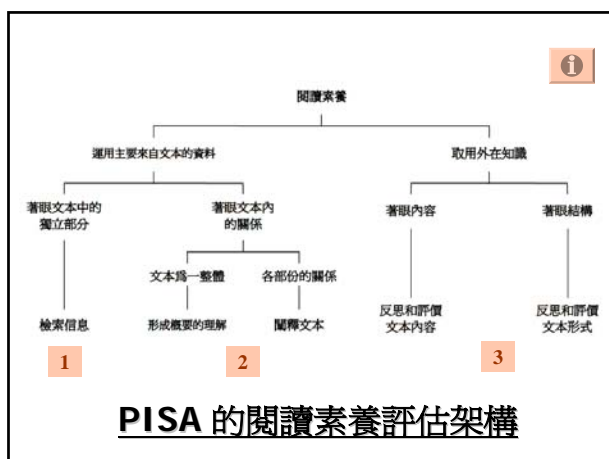 閱讀素養
運用主要來自文本的資料
取用外在知識
著眼文本中的
獨立部分
著眼文本內
的關係
著眼內容
著眼結構
文本爲一整體
各部份的關係
檢索信息
形成概要的理解
闡釋文本
反思和評價
文本內容
反思和評價
文本形式
1
2
3
PISA 的閱讀素養評估架構